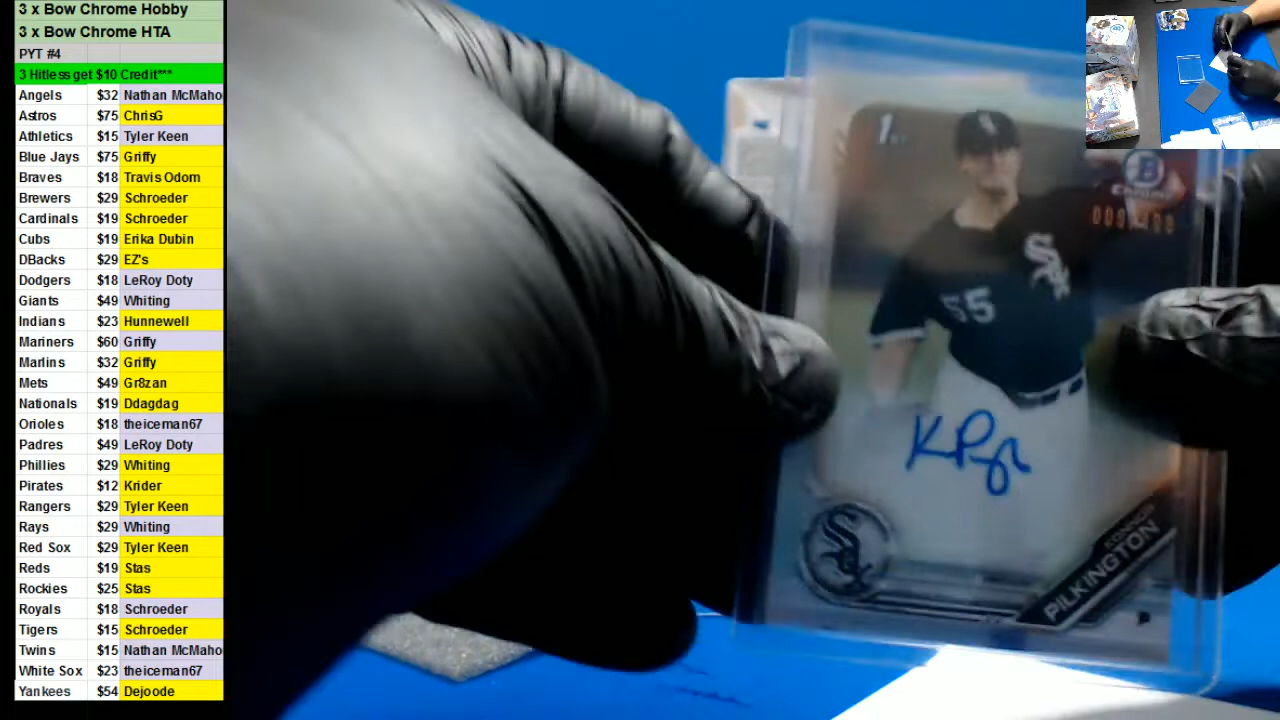 3 x Bow Chrome Hobby
3 x Bow Chrome HTA
PYT #4
3 Hitless get $10 Credit***
Angels $32 Nathan McMaho
Astros $75 ChrisG
Athletics $15 Tyler Keen
Blue Jays $75 Griffy
Braves $18 Travis Odom
Brewers $29 Schroeder
Cardinals $19 Schroeder
Cubs $19 Erika Dubin
DBacks $29 EZ's
Dodgers $18 LeRoy Doty
Giants $49 Whiting
Indians $23 Hunnewell
Mariners $60 Griffy
Marlins $32 Griffy
Mets $49 Gr8zan
Nationals $19 Ddagdag
Orioles $18 theiceman67
Padres $49 LeRoy Doty
Phillies $29 Whiting
Pirates $12 Krider
Rangers $29 Tyler Keen
Rays $29 Whiting
Red Sox $29 Tyler Keen
Reds $19 Stas
Rockies $25 Stas
Royals $18 Schroeder
Tigers $15 Schroeder
Twins $15 Nathan McMaho
White Sox $23 theiceman67
Yankees $54 Dejoode
Sox
55
Sox
KONNOR
PILKINGTON
P